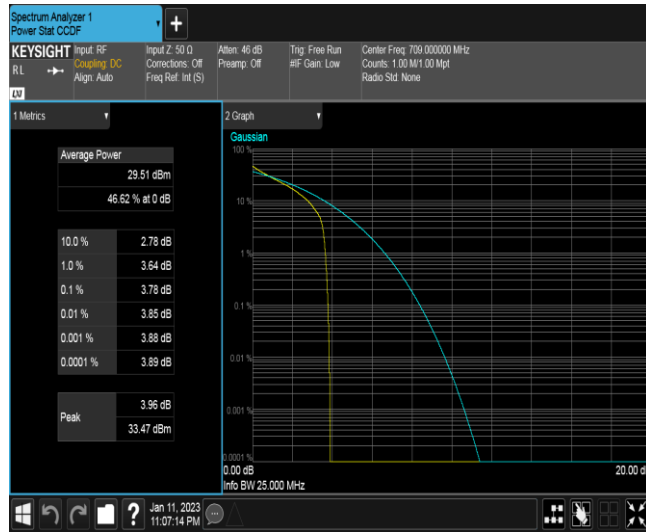 Spectrum Analyzer 1
Power Stat CCDF
KEYSIGHT
RL
LXI
Input: RF
Coupling: DC
Align: Auto
Input Z: 50 Ω
Corrections: Off
Freq Ref: Int (S)
Atten: 46 dB
Preamp: Off
Trig: Free Run
#IF Gain: Low
Center Freq: 709.000000 MHz
Counts: 1.00 M/1.00 Mpt
Radio Std: None
1 Metrics
Average Power
29.51 dBm
46.62 % at 0 dB
10.0 % 2.78 dB
1.0 % 3.64 dB
0.1 % 3.78 dB
0.01 % 3.85 dB
0.001 % 3.88 dB
0.0001 % 3.89 dB
Peak
3.96 dB
33.47 dBm
2 Graph
Gaussian
100 %
10 %
1 %
0.1 %
0.01 %
0.001 %
0.0001 %
0.00 dB
20.00 d
Info BW 25.000 MHz
?
Jan 11, 2023
11:07:14 PM